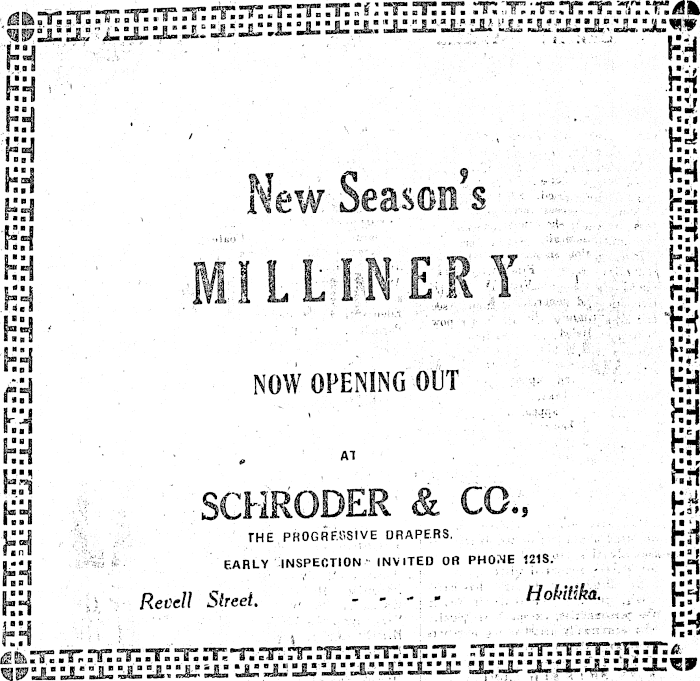 New Season's
MILLINERY
NOW OPENING OUT
AT
SCHRODER & CO.,
THE PROGRESSIVE DRAPERS.
EARLY INSPECTION INVITED OR PHONE 121S.
Revell Street. - - - - Hokitika.